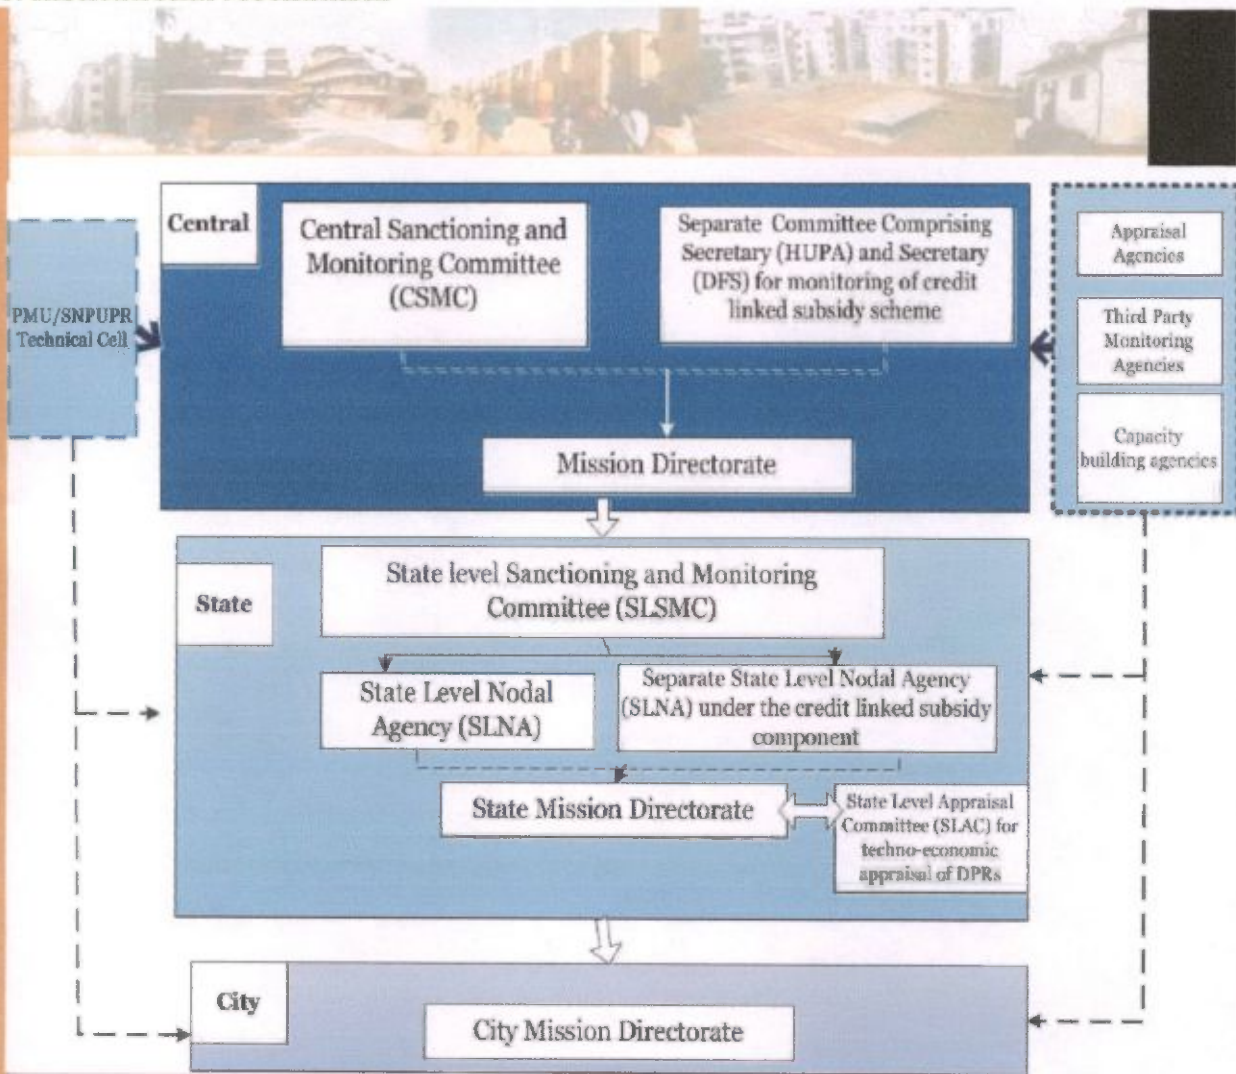 Central
Central Sanctioning and
Monitoring Committee
(CSMC)
Separate Committee Comprising
Secretary (HUPA) and Secretary
(DFS) for monitoring of credit
linked subsidy scheme
Mission Directorate
PMU/SNPUPR
Technical Cell
Appraisal
Agencies
Third Party
Monitoring
Agencies
Capacity
building agencies
State
State level Sanctioning and Monitoring
Committee (SLSMC)
State Level Nodal
Agency (SLNA)
Separate State Level Nodal Agency
(SLNA) under the credit linked subsidy
component
State Mission Directorate
State Level Appraisal
Committee (SLAC) for
techno-economic
appraisal of DPRs
City
City Mission Directorate